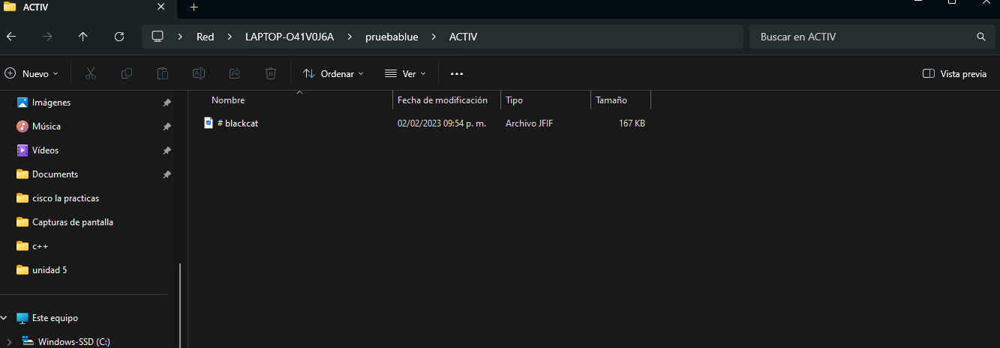 ACTIV
Red LAPTOP-O41V0J6A pruebablue ACTIV
Buscar en ACTIV
Nuevo Ordenar Ver Vista previa
Imágenes
Música
Vídeos
Documents
cisco la practicas
Capturas de pantalla
c++
unidad 5
Este equipo
Windows-SSD (C:)
Nombre Fecha de modificación Tipo Tamaño
# blackcat 02/02/2023 09:54 p. m. Archivo JFIF 167 KB